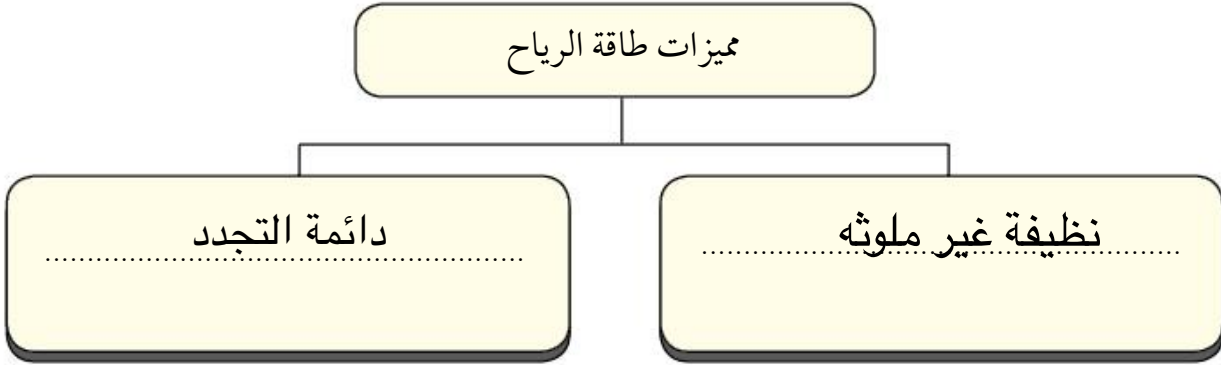 مميزات طاقة الرياح
نظيفة غير ملوثه
دائمة التجدد